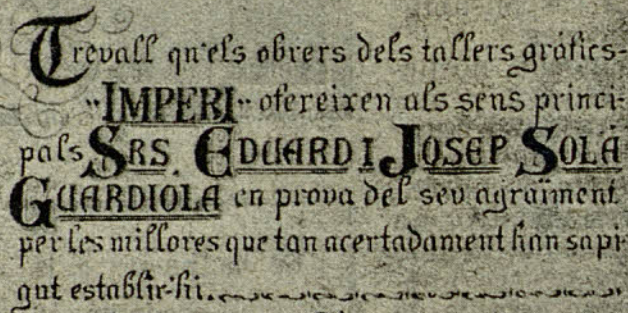 Trevall qu'els obrers dels tallers gràfics-
"IMPERI" ofereixen als seus princi-
pals SRS. EDUARD I JOSEP SOLÁ
GUARDIOLA en prova del seu agraïment
per les millores que tan acertadament han sapi-
gut establir-hi.